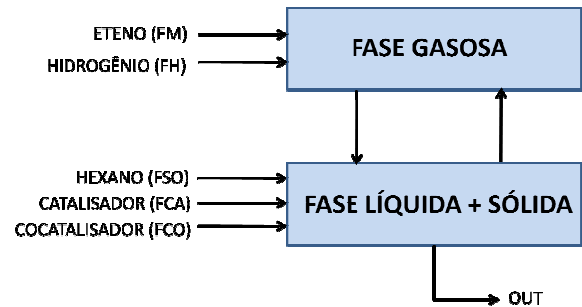 ETENO (FM)
FASE GASOSA
HIDROGÊNIO (FH)
HEXANO (FSO)
CATALISADOR (FCA)
FASE LÍQUIDA + SÓLIDA
COCATALISADOR (FCO)
OUT